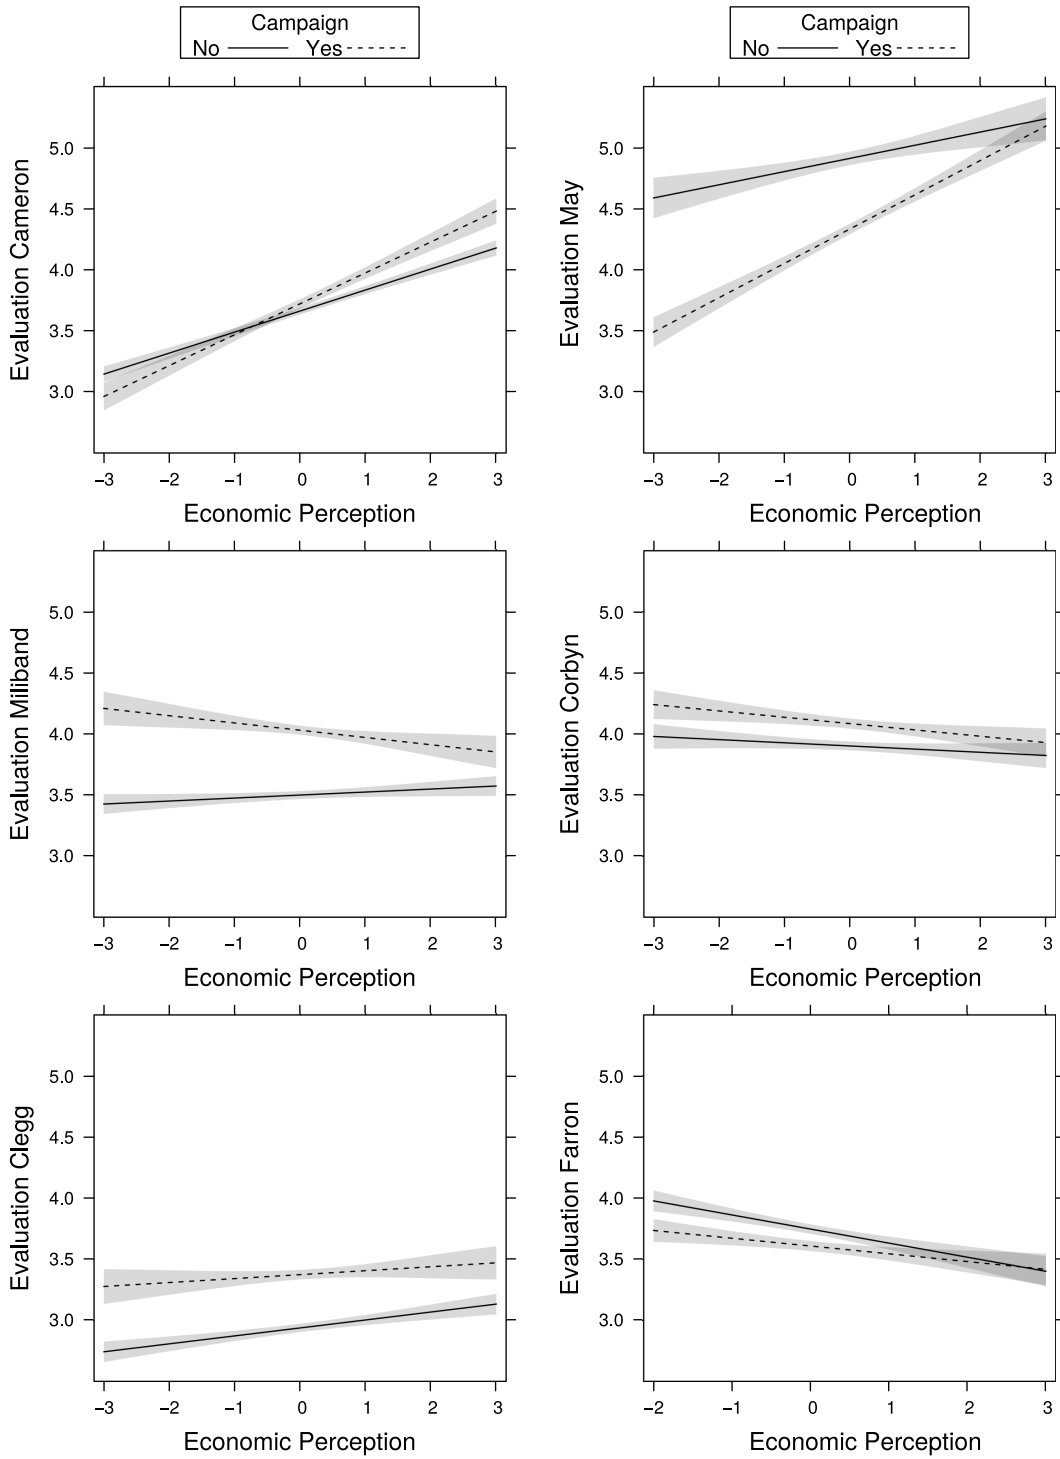 Campaign
No Yes
Campaign
No Yes
Evaluation Cameron
5.0
4.5
4.0
3.5
3.0
−3 −2 −1 0 1 2 3
Economic Perception
Evaluation May
5.0
4.5
4.0
3.5
3.0
−3 −2 −1 0 1 2 3
Economic Perception
Evaluation Miliband
5.0
4.5
4.0
3.5
3.0
−3 −2 −1 0 1 2 3
Economic Perception
Evaluation Corbyn
5.0
4.5
4.0
3.5
3.0
−3 −2 −1 0 1 2 3
Economic Perception
Evaluation Clegg
5.0
4.5
4.0
3.5
3.0
−3 −2 −1 0 1 2 3
Economic Perception
Evaluation Farron
5.0
4.5
4.0
3.5
3.0
−2 −1 0 1 2 3
Economic Perception